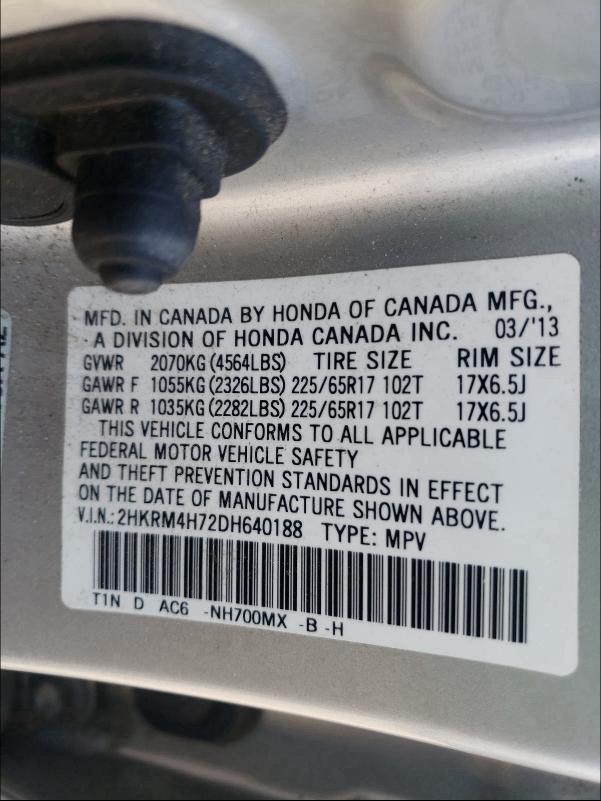 MFD. IN CANADA BY HONDA OF CANADA MFG.,
A DIVISION OF HONDA CANADA INC. 03/'13
GVWR 2070KG(4564LBS) TIRE SIZE RIM SIZE
GAWR F 1055KG(2326LBS) 225/65R17 102T 17X6.5J
GAWR R 1035KG(2282LBS) 225/65R17 102T 17X6.5J
THIS VEHICLE CONFORMS TO ALL APPLICABLE
FEDERAL MOTOR VEHICLE SAFETY
AND THEFT PREVENTION STANDARDS IN EFFECT
ON THE DATE OF MANUFACTURE SHOWN ABOVE.
V.I.N.:2HKRM4H72DH640188 TYPE: MPV
T1N D AC6 -NH700MX -B -H